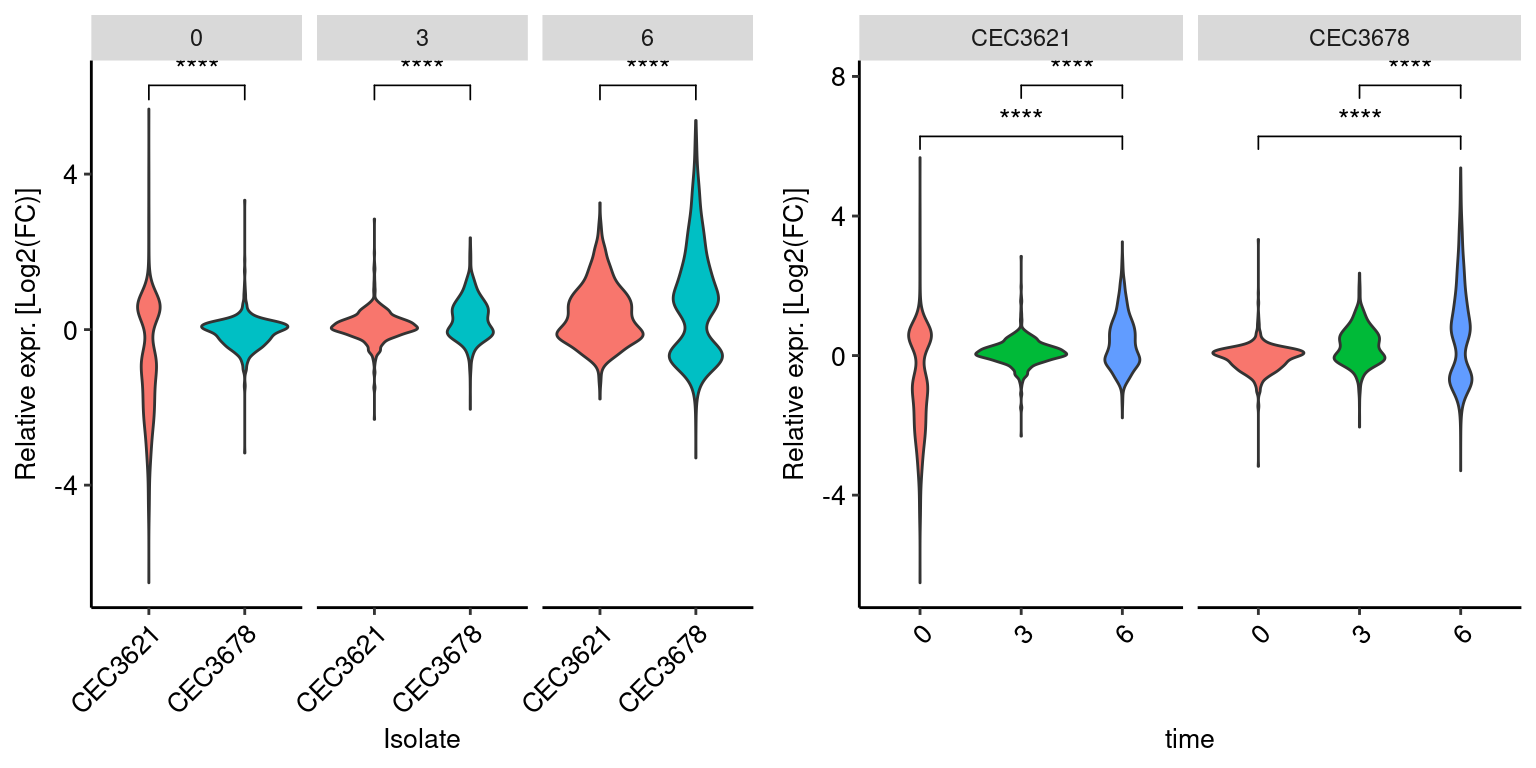 0 3 6
**** **** ****
4
0
-4
Relative expr. [Log2(FC)]
CEC3621 CEC3678 CEC3621 CEC3678 CEC3621 CEC3678
Isolate
CEC3621 CEC3678
**** ****
**** ****
8
4
0
-4
Relative expr. [Log2(FC)]
0 3 6 0 3 6
time